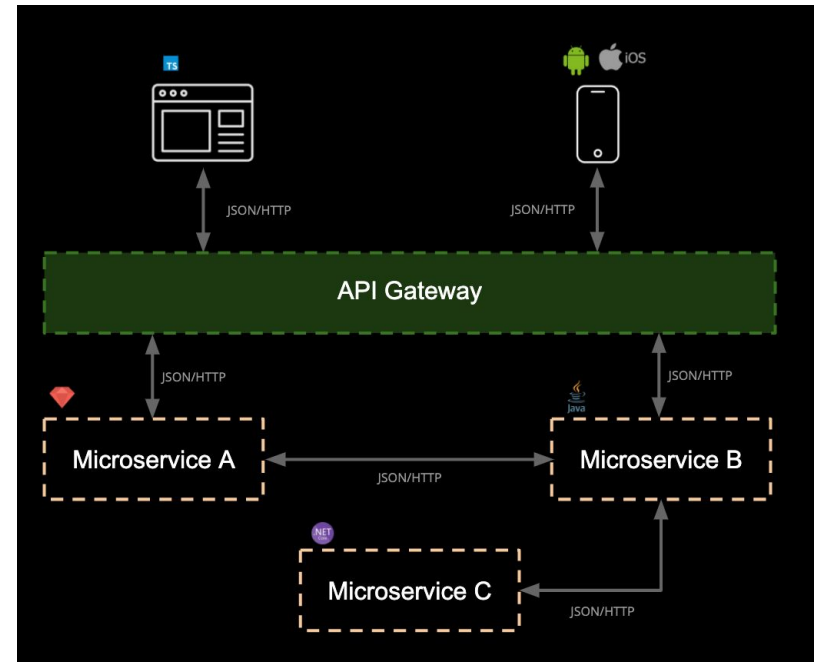 TS
iOS
JSON/HTTP
JSON/HTTP
API Gateway
JSON/HTTP
JSON/HTTP
Java
Microservice A
Microservice B
JSON/HTTP
.NET
Core
Microservice C
JSON/HTTP